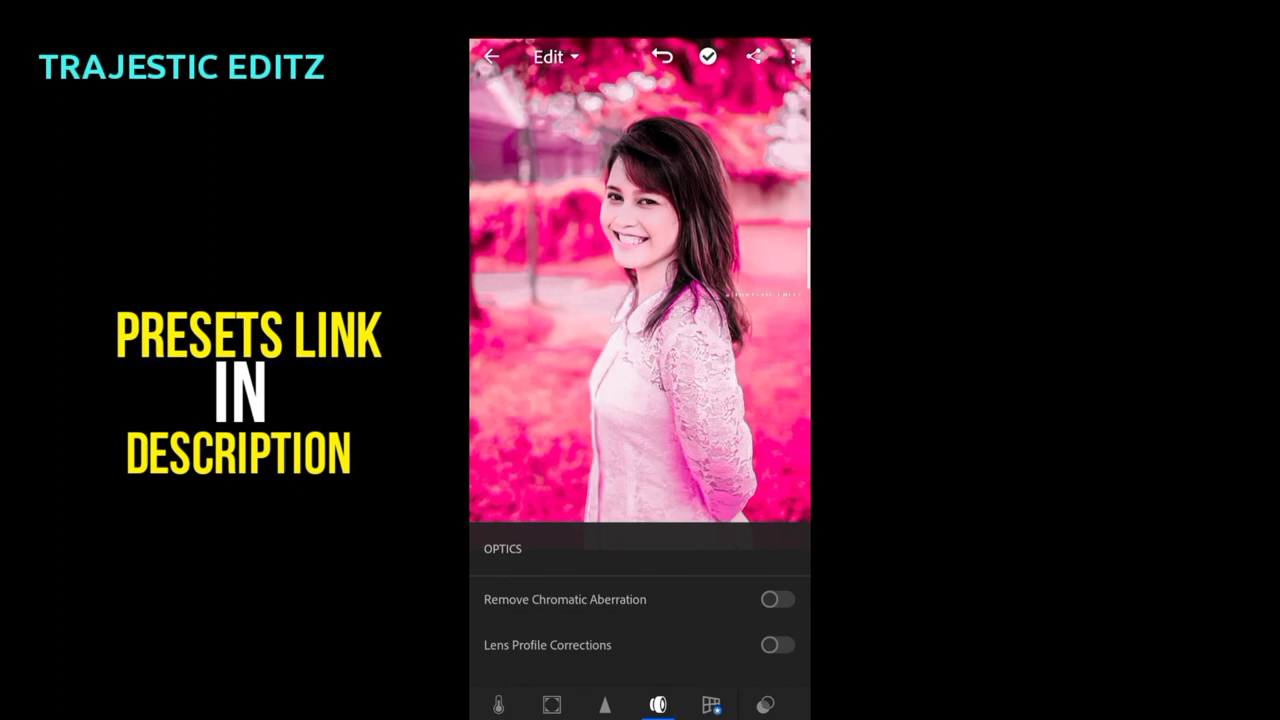 TRAJESTIC EDITZ
Edit
PRESETS LINK
IN
DESCRIPTION
OPTICS
Remove Chromatic Aberration
Lens Profile Corrections